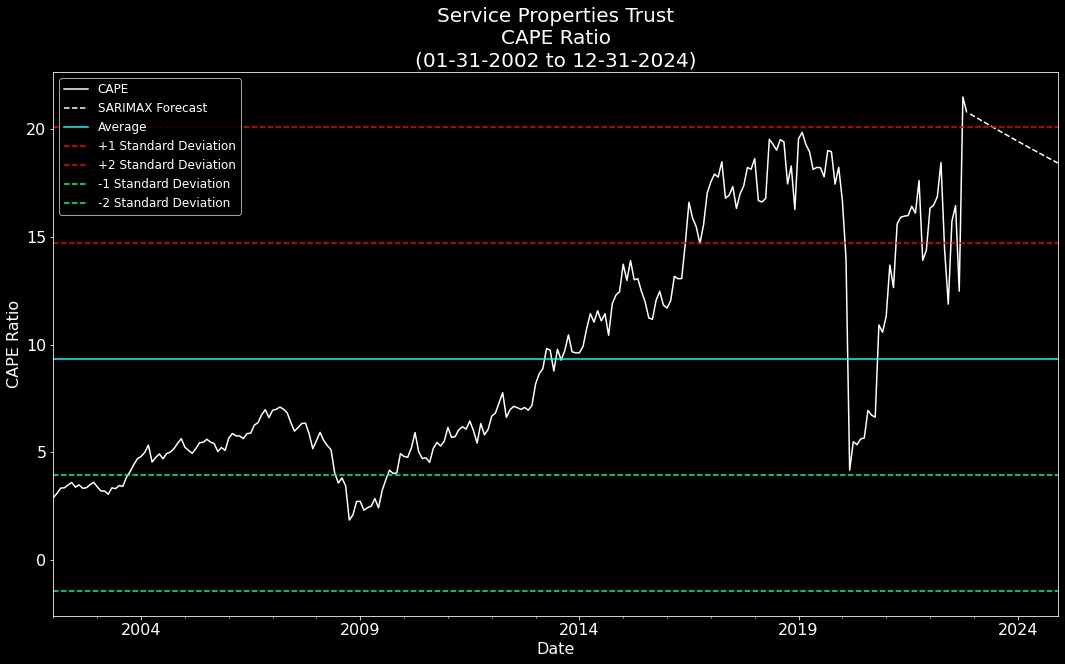 Service Properties Trust
CAPE Ratio
(01-31-2002 to 12-31-2024)
CAPE
SARIMAX Forecast
Average
+1 Standard Deviation
+2 Standard Deviation
-1 Standard Deviation
-2 Standard Deviation
CAPE Ratio
20
15
10
5
0
2004
2009
2014
2019
2024
Date